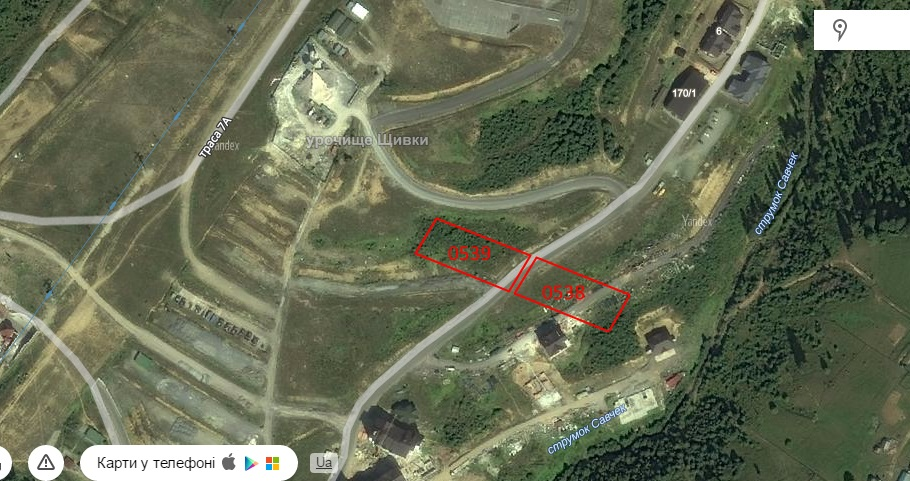 6
170/1
траса 7А
Yandex
урочище Щивки
струмок Савчек
Yandex
0539
0538
струмок Савчек
Карти у телефоні
Ua